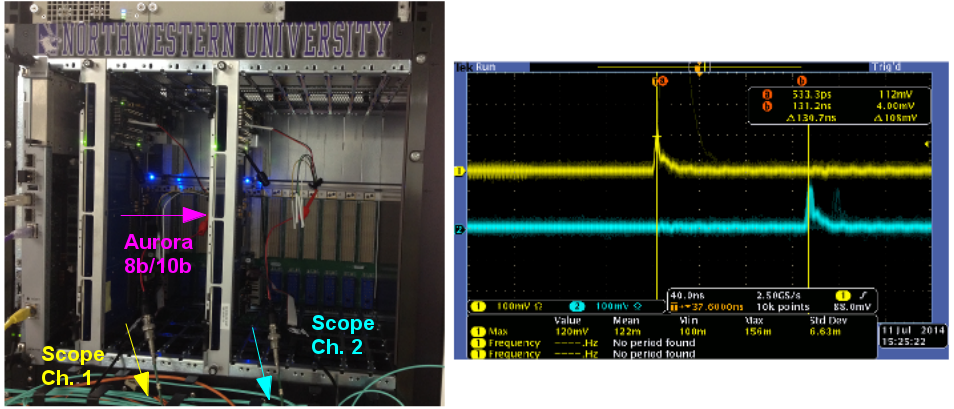 NORTHWESTERN UNIVERSITY
Aurora
8b/10b
Scope
Ch. 1
Scope
Ch. 2
Tek Run
Trig'd
a 533.3ps 112mV
b 131.2ns 4.00mV
Δ130.7ns Δ108mV
1 100mV Ω 2 100mV
40.0ns 2.50GS/s 1
37.6000ns 10k points 88.0mV
Value Mean Min Max Std Dev
1 Max 120mV 122m 100m 156m 6.63m
1 Frequency ----.--Hz No period found
1 Frequency ----.--Hz No period found
11 Jul 2014
15:25:22